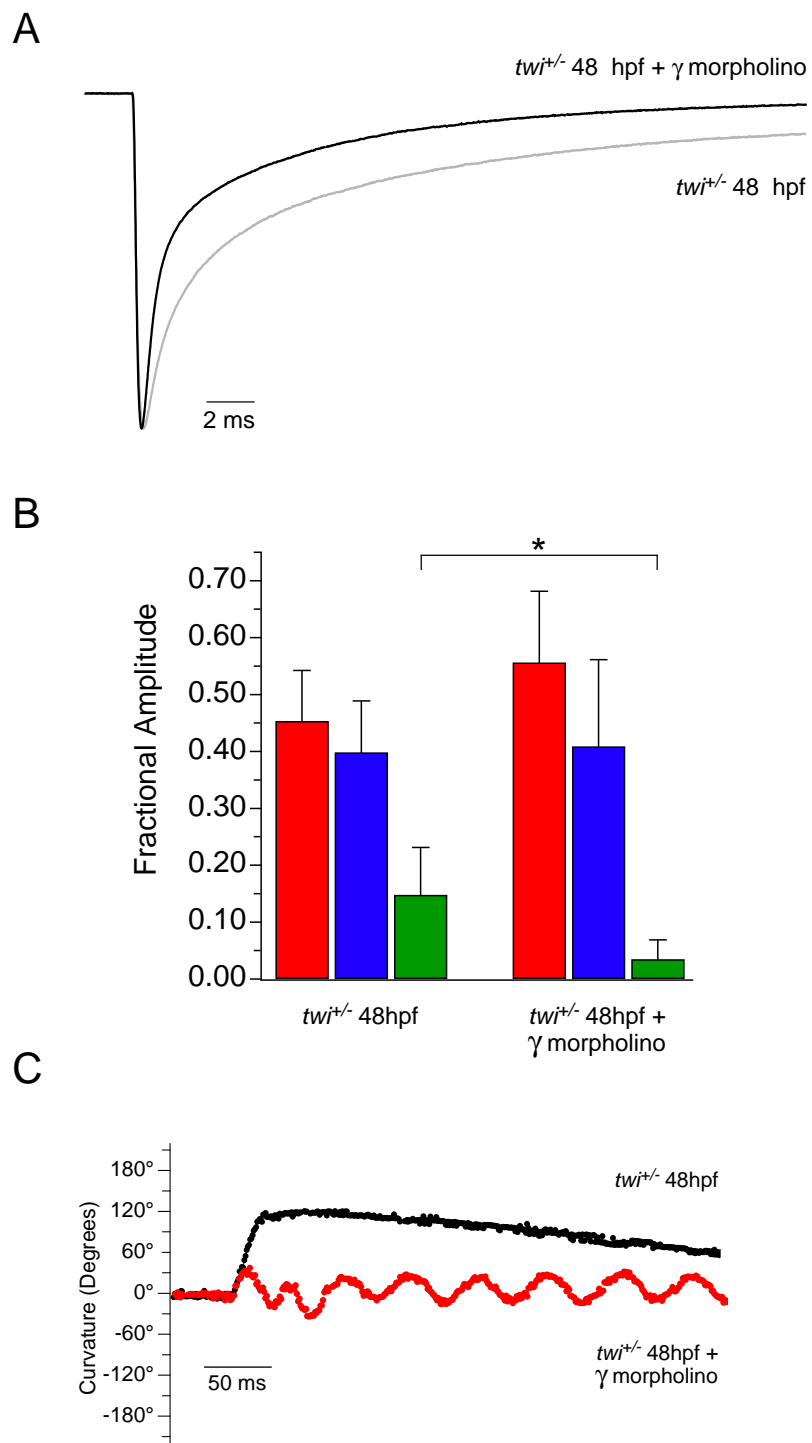 A
twi+/- 48 hpf + γ morpholino
twi+/- 48 hpf
2 ms
B
*
0.70
0.60
0.50
0.40
0.30
0.20
0.10
0.00
Fractional Amplitude
twi+/- 48hpf
twi+/- 48hpf +
γ morpholino
C
180°
120°
60°
0°
-60°
-120°
-180°
Curvature (Degrees)
twi+/- 48hpf
50 ms
twi+/- 48hpf +
γ morpholino